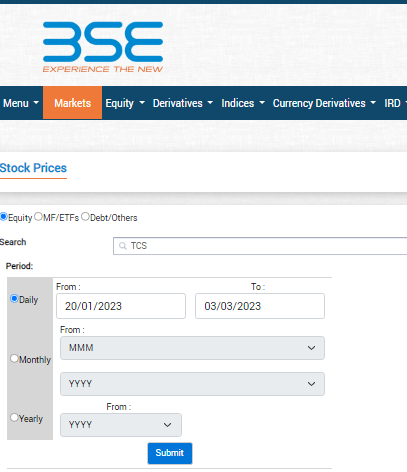 BSE
EXPERIENCE THE NEW
Menu Markets Equity Derivatives Indices Currency Derivatives IRD
Stock Prices
Equity MF/ETFs Debt/Others
Search TCS
Period:
From : To :
Daily 20/01/2023 03/03/2023
From :
MMM
Monthly
YYYY
From :
Yearly YYYY
Submit